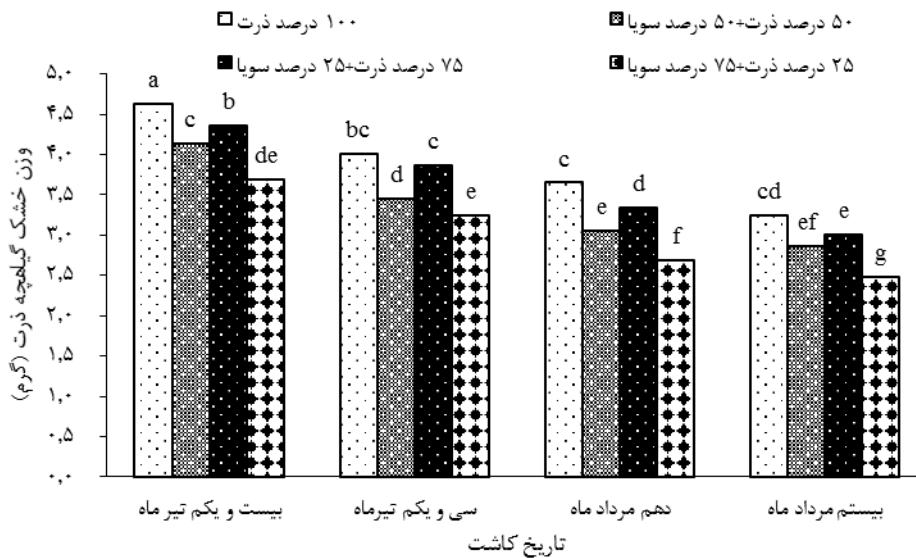 ۱۰۰ درصد ذرت
۵۰ درصد ذرت+۵۰ درصد سویا
۷۵ درصد ذرت+۲۵ درصد سویا
۲۵ درصد ذرت+۷۵ درصد سویا
وزن خشک گیاهچه ذرت (گرم)
۵,۰
۴,۵
۴,۰
۳,۵
۳,۰
۲,۵
۲,۰
۱,۵
۱,۰
۰,۵
۰,۰
a c b de
bc d c e
c e d f
cd ef e g
بیست و یکم تیر ماه
سی و یکم تیرماه
دهم مرداد ماه
بیستم مرداد ماه
تاریخ کاشت